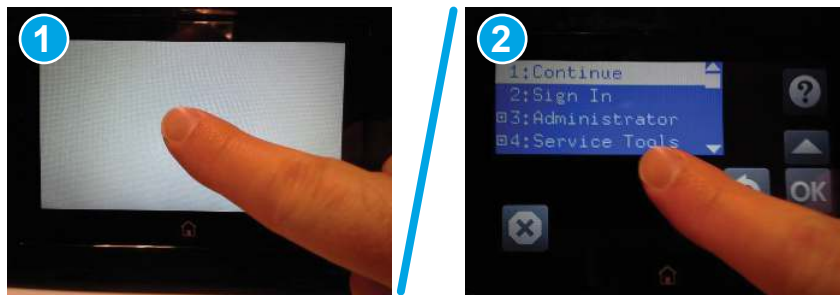 1
2
1:Continue
2:Sign In
3:Administrator
4:Service Tools
?
OK